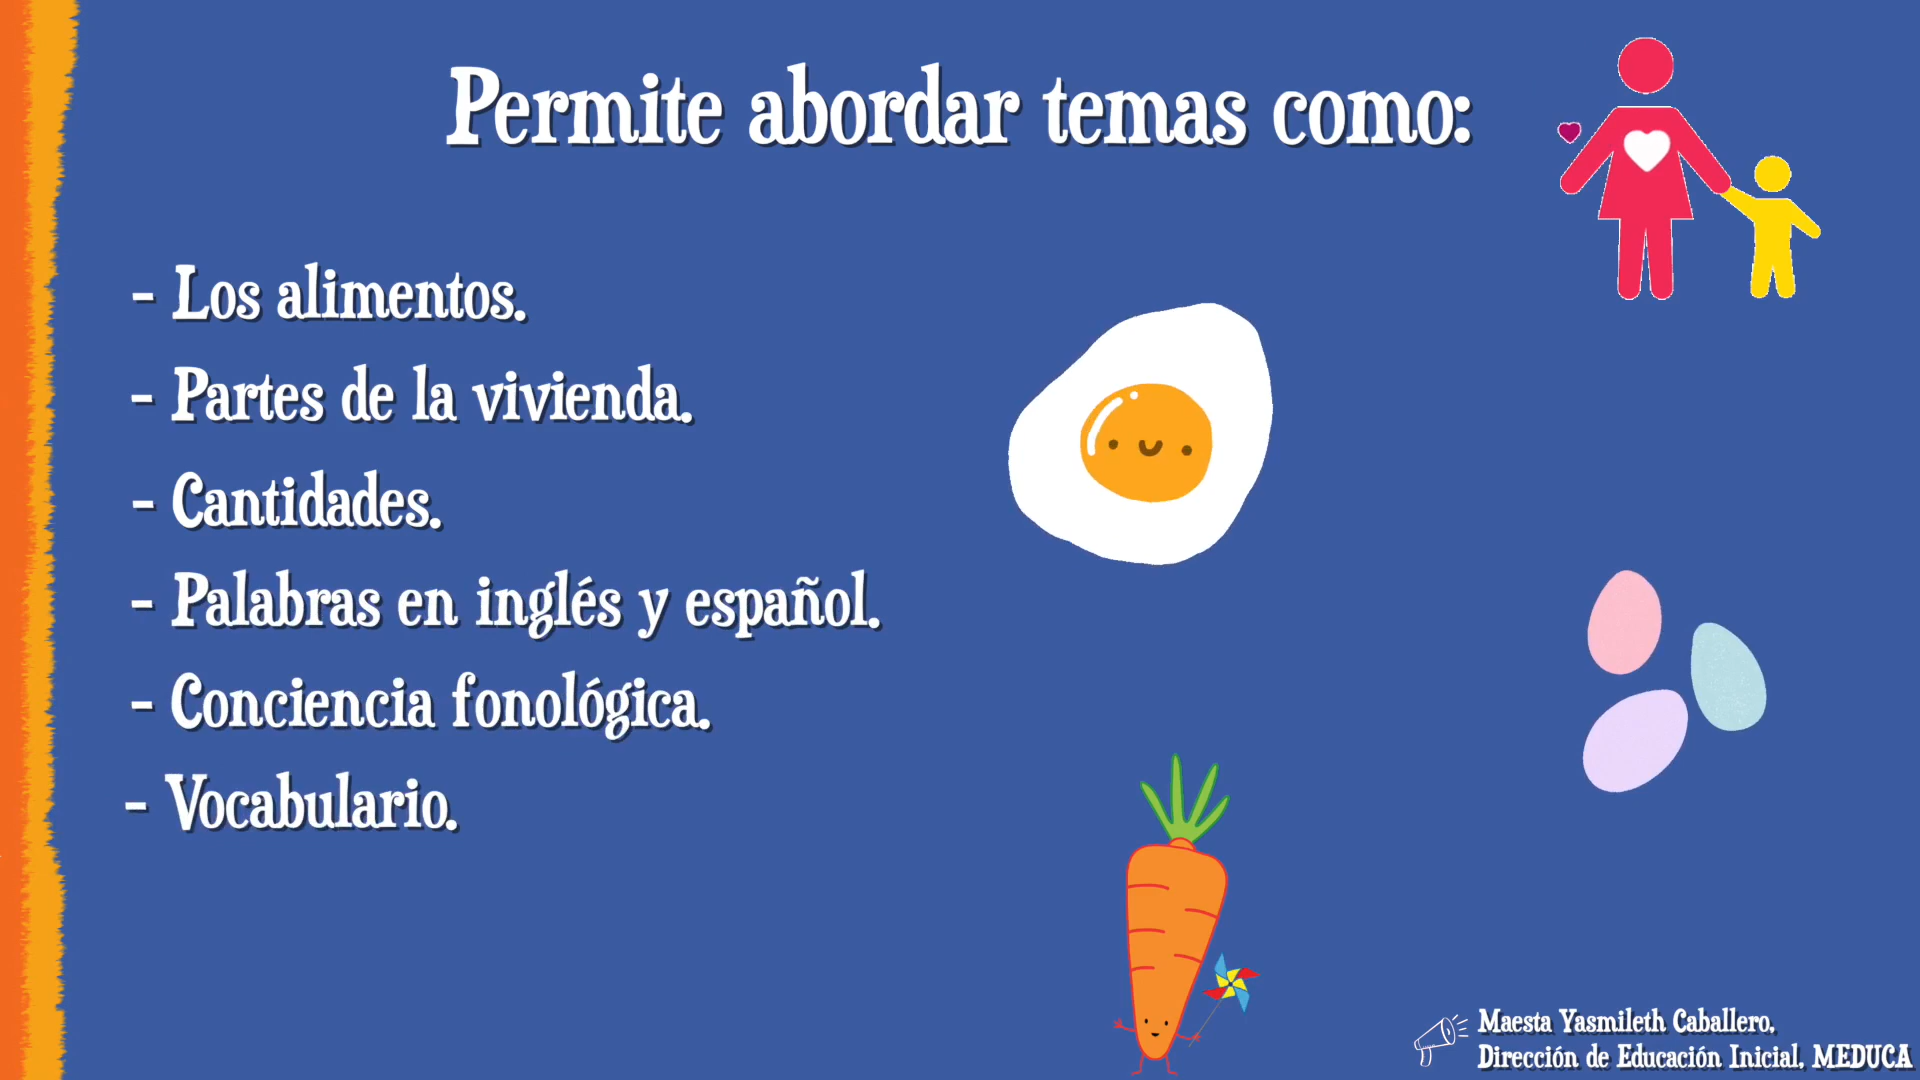 Permite abordar temas como:
- Los alimentos.
- Partes de la vivienda.
- Cantidades.
- Palabras en inglés y español.
- Conciencia fonológica.
- Vocabulario.
Maesta Yasmileth Caballero,
Dirección de Educación Inicial, MEDUCA